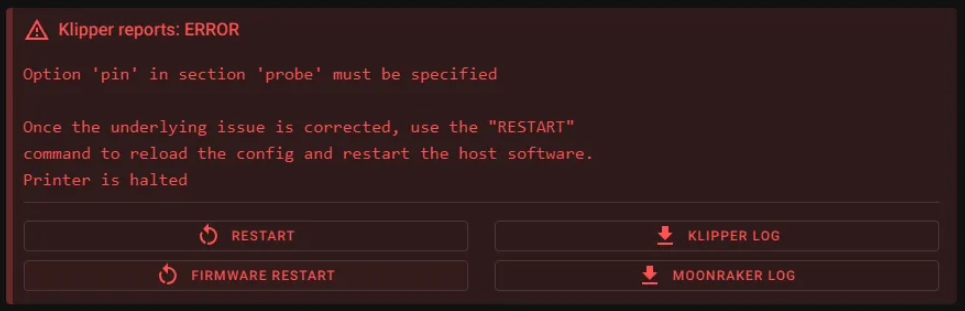 Klipper reports: ERROR
Option 'pin' in section 'probe' must be specified
Once the underlying issue is corrected, use the "RESTART"
command to reload the config and restart the host software.
Printer is halted
RESTART
KLIPPER LOG
FIRMWARE RESTART
MOONRAKER LOG